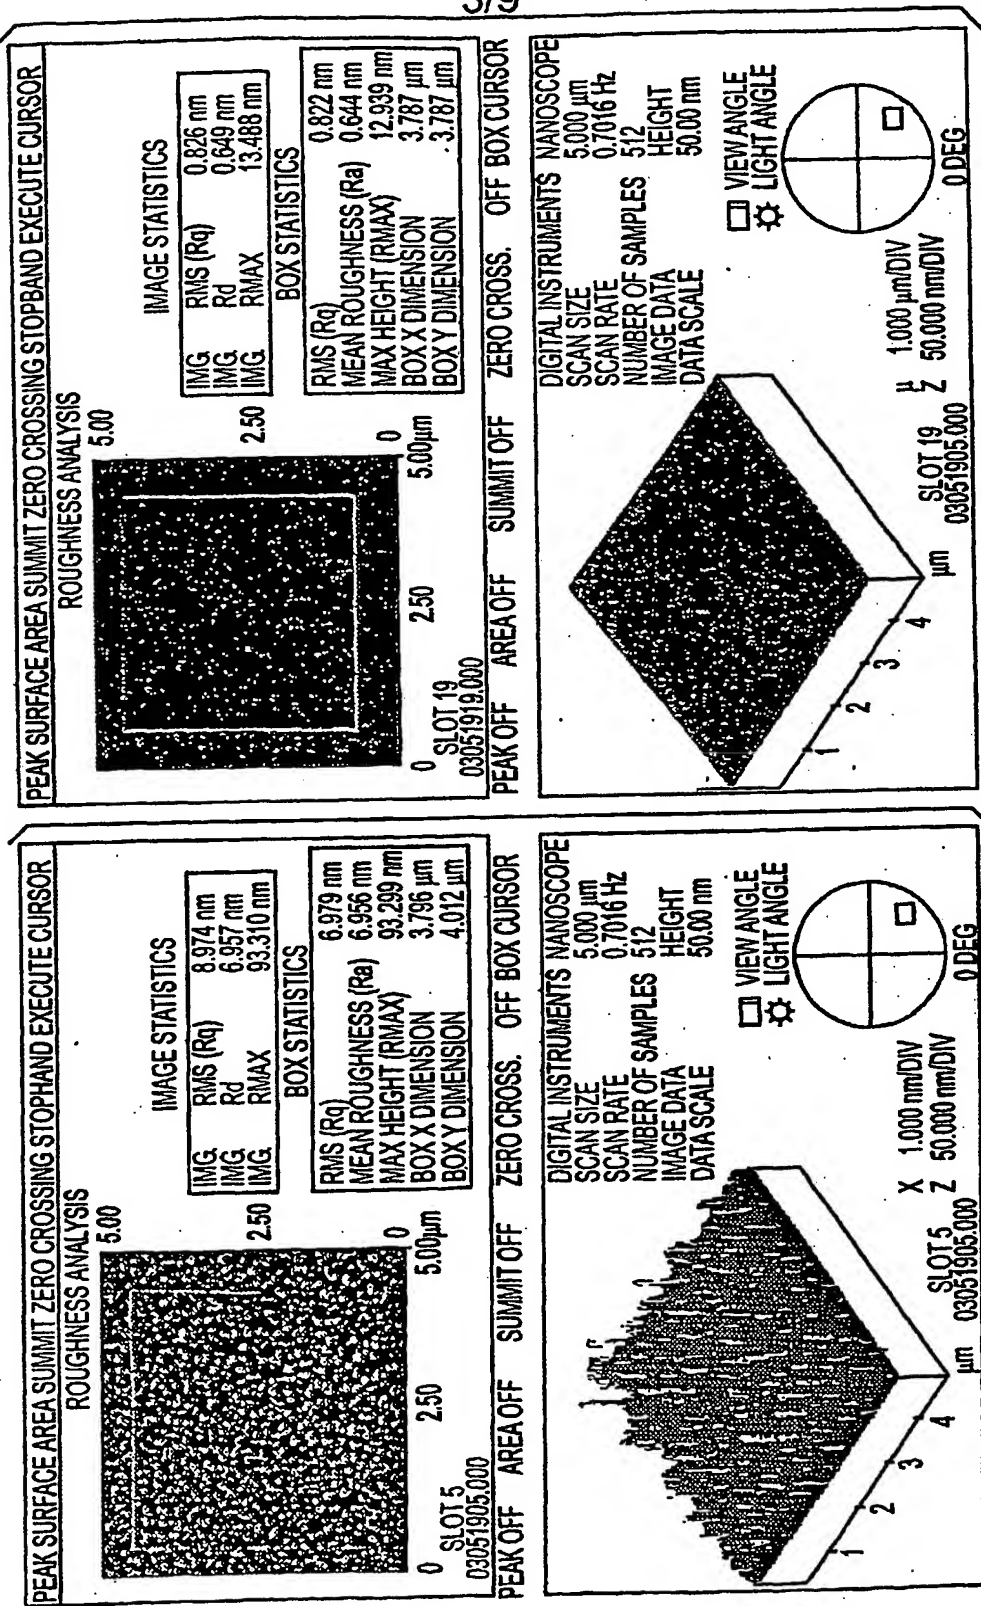 3/9
PEAK SURFACE AREA SUMMIT ZERO CROSSING STOPHAND EXECUTE CURSOR
ROUGHNESS ANALYSIS
5.00
2.50
0
0
2.50
5.00µm
SLOT 5
03051905.000
IMAGE STATISTICS
IMG. RMS (Rq) 8.974 nm
IMG. Rd 6.957 nm
IMG. RMAX 93.310 nm
BOX STATISTICS
RMS (Rq) 6.979 nm
MEAN ROUGHNESS (Ra) 6.956 nm
MAX HEIGHT (RMAX) 93.299 nm
BOX X DIMENSION 3.796 µm
BOX Y DIMENSION 4.012 µm
PEAK OFF AREA OFF SUMMIT OFF ZERO CROSS. OFF BOX CURSOR
DIGITAL INSTRUMENTS NANOSCOPE
SCAN SIZE 5.000 µm
SCAN RATE 0.7016 Hz
NUMBER OF SAMPLES 512
IMAGE DATA HEIGHT
DATA SCALE 50.00 nm
VIEW ANGLE
LIGHT ANGLE
0 DEG
1
2
3
4
µm
X 1.000 nm/DIV
Z 50.000 nm/DIV
SLOT 5
03051905.000
PEAK SURFACE AREA SUMMIT ZERO CROSSING STOPBAND EXECUTE CURSOR
ROUGHNESS ANALYSIS
5.00
2.50
0
0
2.50
5.00µm
SLOT 19
03051919.000
IMAGE STATISTICS
IMG. RMS (Rq) 0.826 nm
IMG. Rd 0.649 nm
IMG. RMAX 13.488 nm
BOX STATISTICS
RMS (Rq) 0.822 nm
MEAN ROUGHNESS (Ra) 0.644 nm
MAX HEIGHT (RMAX) 12.939 nm
BOX X DIMENSION 3.787 µm
BOX Y DIMENSION 3.787 µm
PEAK OFF AREA OFF SUMMIT OFF ZERO CROSS. OFF BOX CURSOR
DIGITAL INSTRUMENTS NANOSCOPE
SCAN SIZE 5.000 µm
SCAN RATE 0.7016 Hz
NUMBER OF SAMPLES 512
IMAGE DATA HEIGHT
DATA SCALE 50.00 nm
VIEW ANGLE
LIGHT ANGLE
0 DEG
1
2
3
4
µm
µ 1.000 µm/DIV
Z 50.000 nm/DIV
SLOT 19
03051905.000